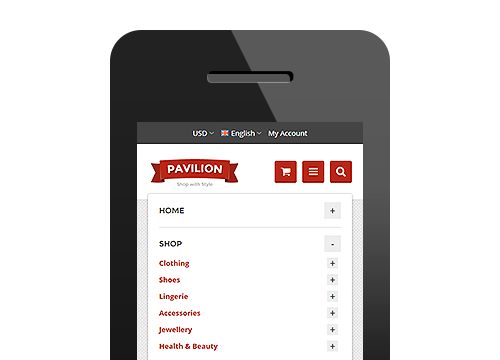 USD English My Account
PAVILION
Shop with Style
HOME +
SHOP -
Clothing +
Shoes +
Lingerie +
Accessories +
Jewellery +
Health & Beauty +